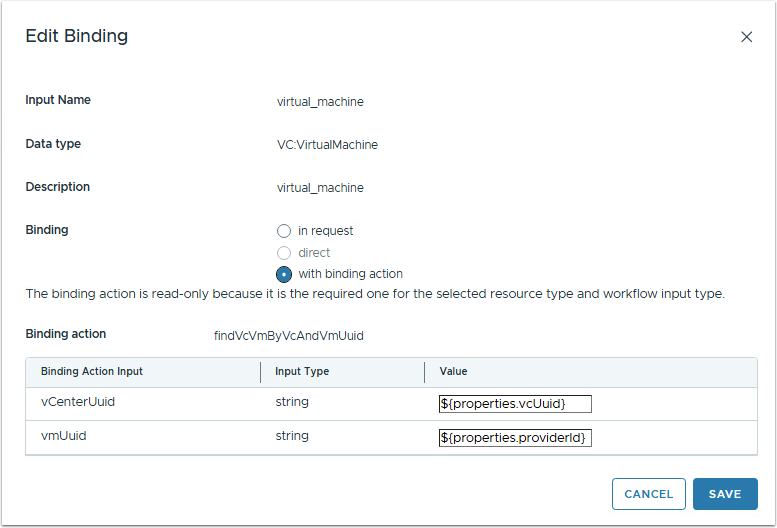 Edit Binding
Input Name virtual_machine
Data type VC:VirtualMachine
Description virtual_machine
Binding in request
direct
with binding action
The binding action is read-only because it is the required one for the selected resource type and workflow input type.
Binding action findVcVmByVcAndVmUuid
Binding Action Input Input Type Value
vCenterUuid string ${properties.vcUuid}
vmUuid string ${properties.providerId}
CANCEL SAVE